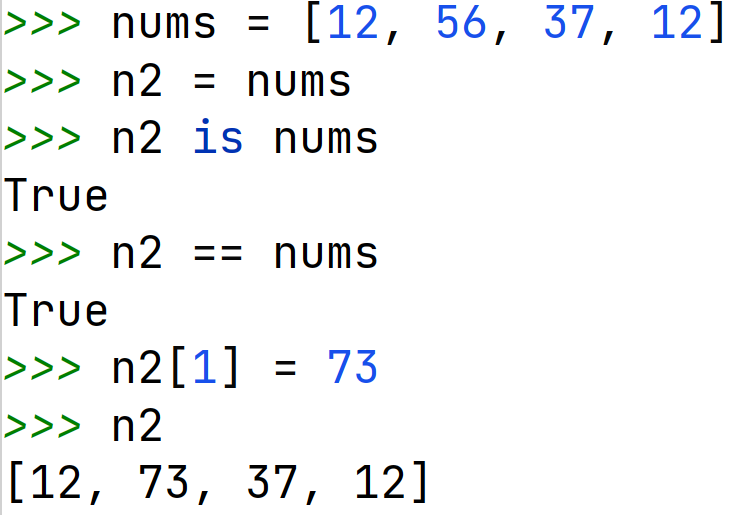 >>> nums = [12, 56, 37, 12]
>>> n2 = nums
>>> n2 is nums
True
>>> n2 == nums
True
>>> n2[1] = 73
>>> n2
[12, 73, 37, 12]